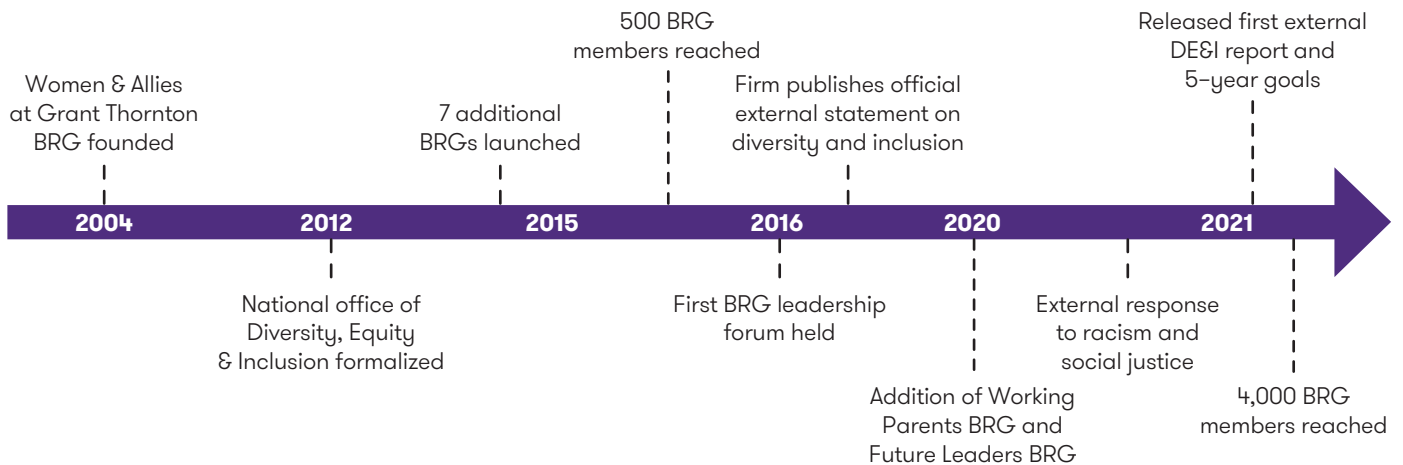 Women & Allies
at Grant Thornton
BRG founded
7 additional
BRGs launched
500 BRG
members reached
Firm publishes official
external statement on
diversity and inclusion
Released first external
DE&I report and
5–year goals
2004
2012
2015
2016
2020
2021
National office of
Diversity, Equity
& Inclusion formalized
First BRG leadership
forum held
Addition of Working
Parents BRG and
Future Leaders BRG
External response
to racism and
social justice
4,000 BRG
members reached